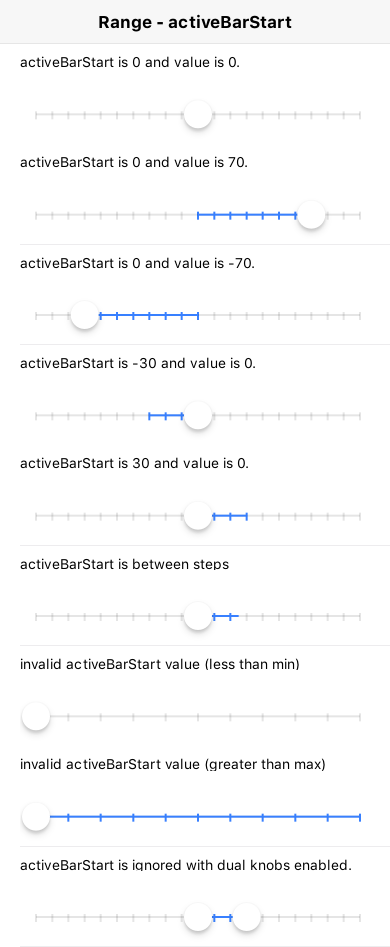 Range - activeBarStart
activeBarStart is 0 and value is 0.
activeBarStart is 0 and value is 70.
activeBarStart is 0 and value is -70.
activeBarStart is -30 and value is 0.
activeBarStart is 30 and value is 0.
activeBarStart is between steps
invalid activeBarStart value (less than min)
invalid activeBarStart value (greater than max)
activeBarStart is ignored with dual knobs enabled.